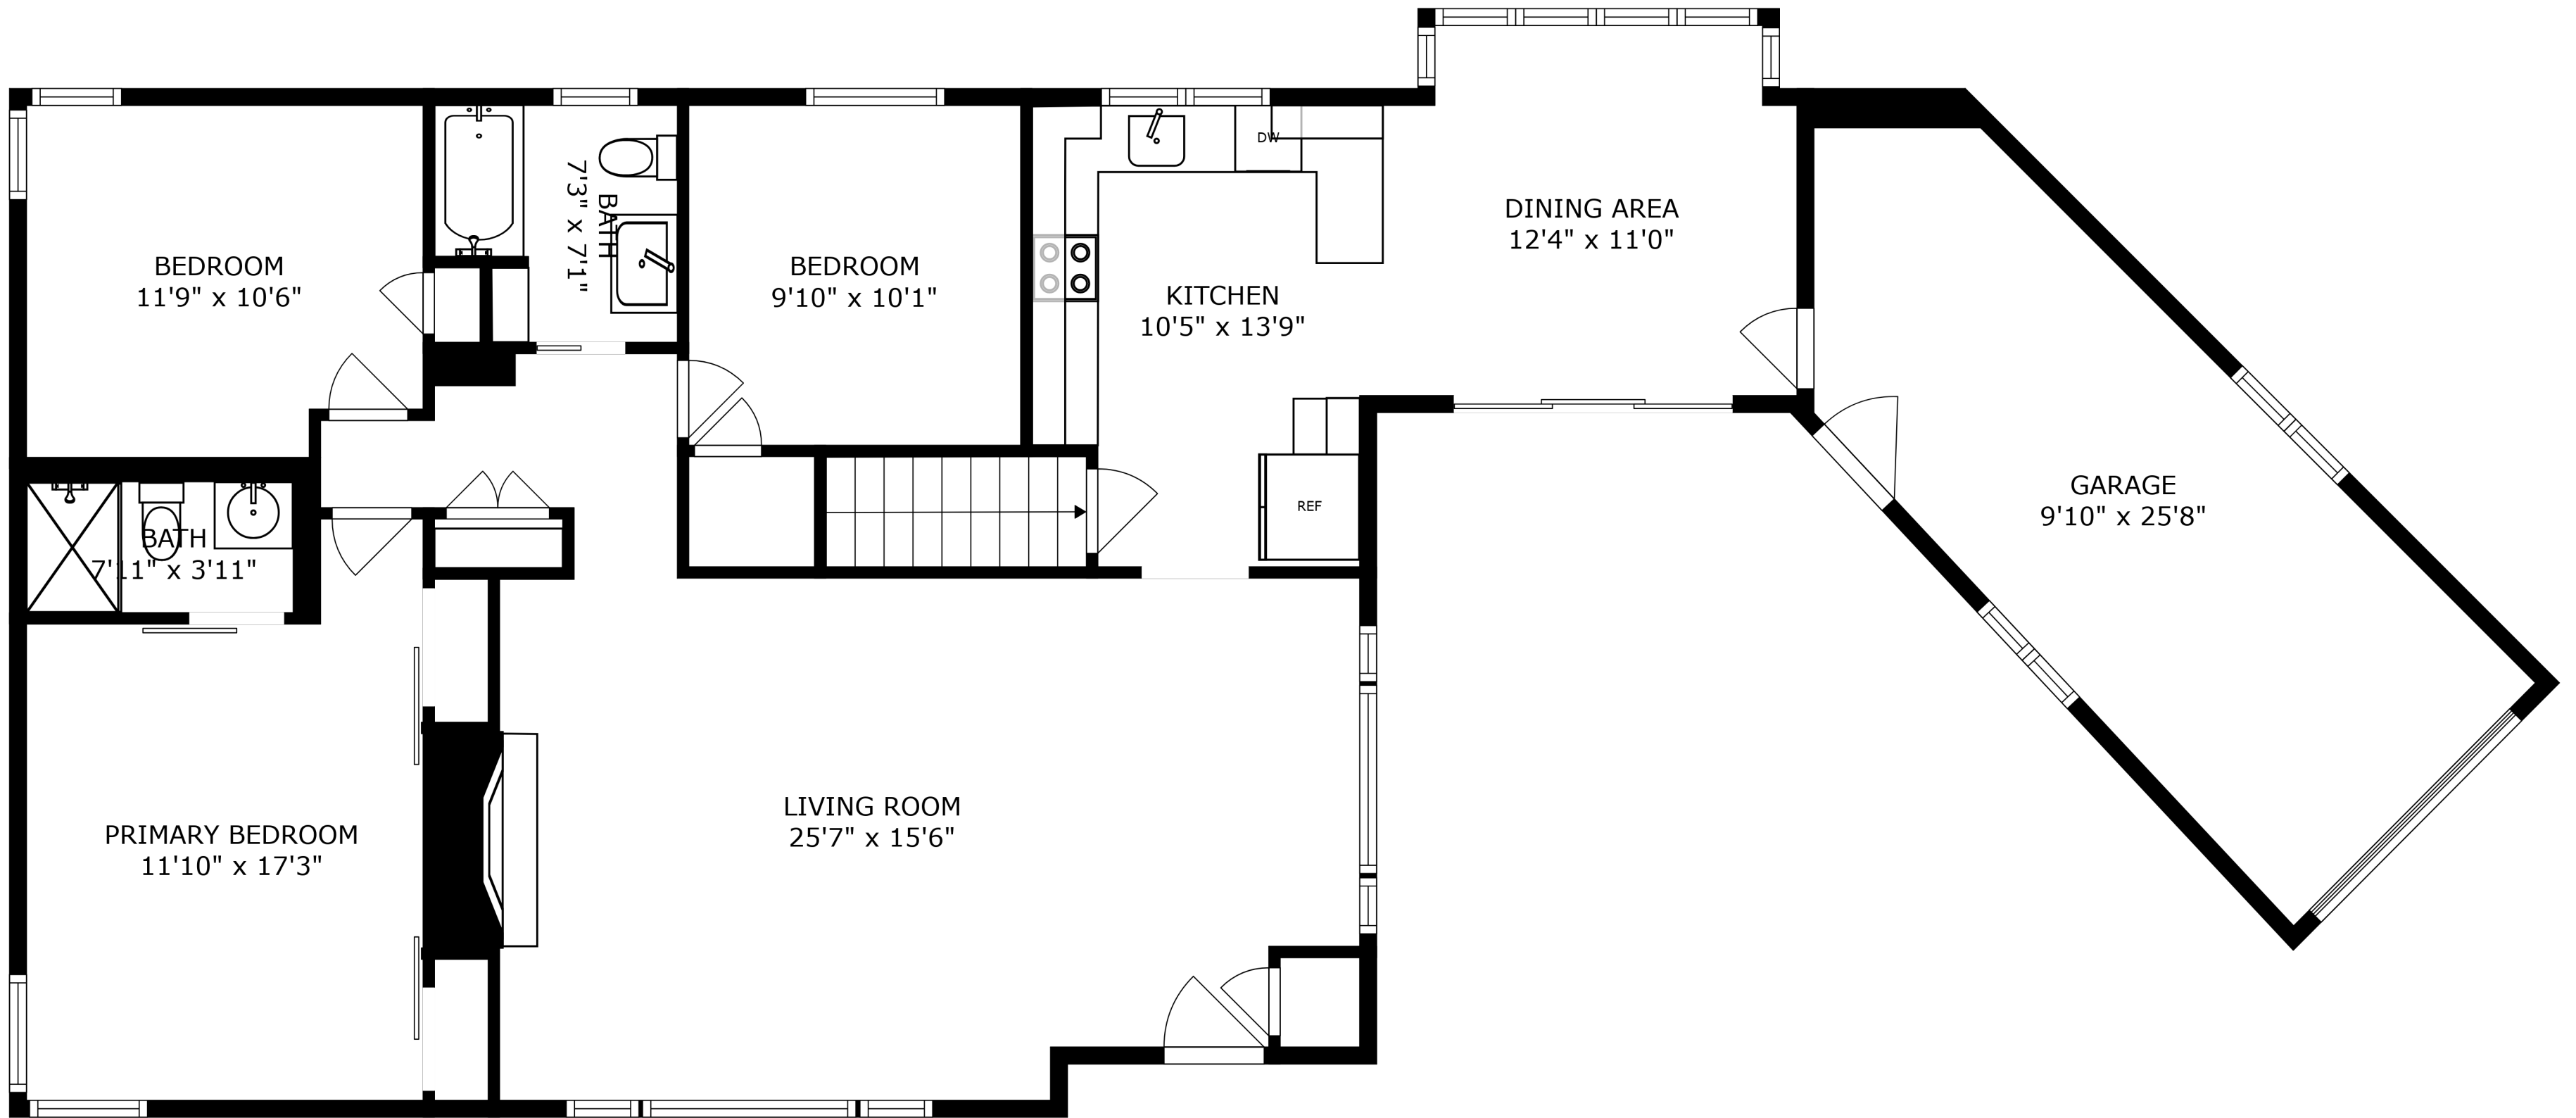 BEDROOM
11'9" x 10'6"
BATH
7'3" x 7'1"
BEDROOM
9'10" x 10'1"
DW
KITCHEN
10'5" x 13'9"
DINING AREA
12'4" x 11'0"
REF
GARAGE
9'10" x 25'8"
BATH
7'11" x 3'11"
PRIMARY BEDROOM
11'10" x 17'3"
LIVING ROOM
25'7" x 15'6"